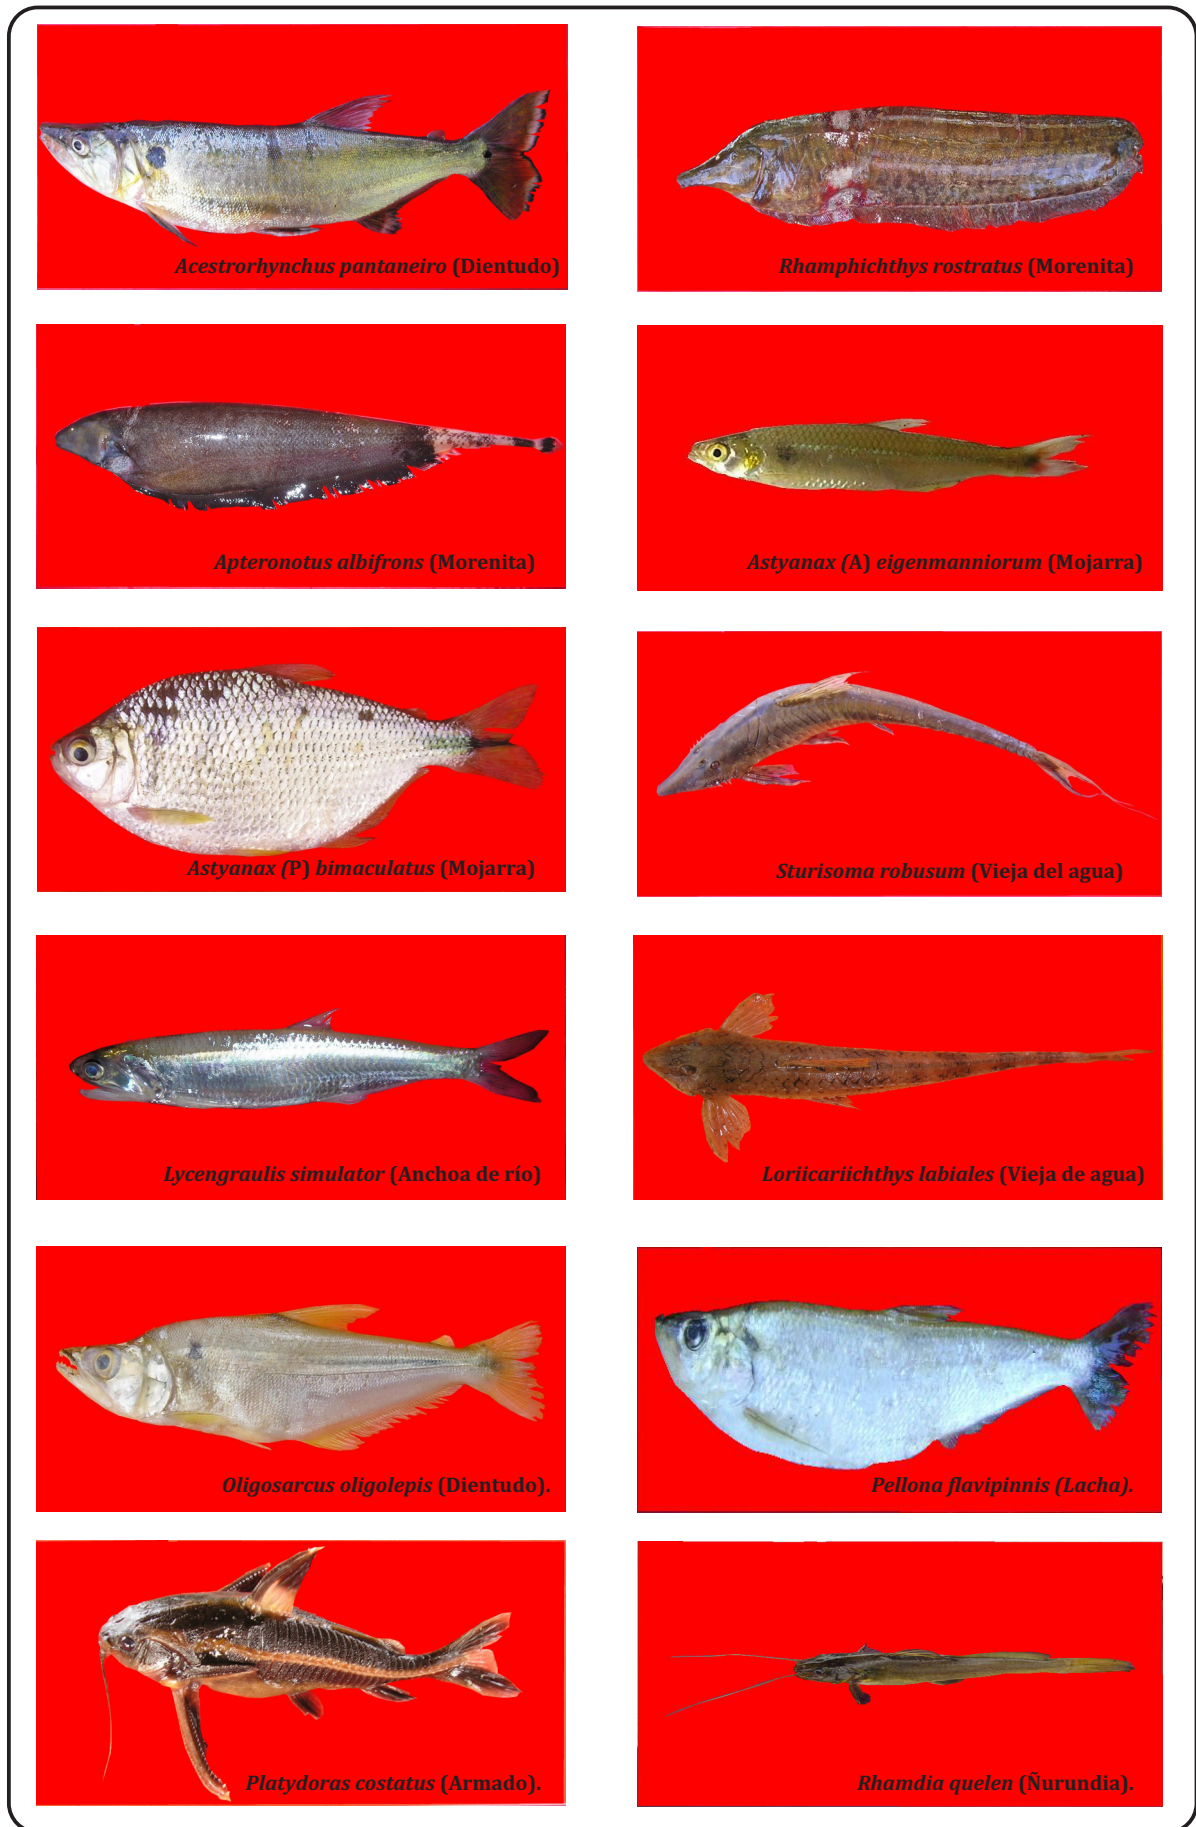 Acestrorhynchus pantaneiro (Dientudo)
Rhamphichthys rostratus (Morenita)
Apteronotus albifrons (Morenita)
Astyanax (A) eigenmanniorum (Mojarra)
Astyanax (P) bimaculatus (Mojarra)
Sturisoma robusum (Vieja del agua)
Lycengraulis simulator (Anchoa de río)
Loriicariichthys labiales (Vieja de agua)
Oligosarcus oligolepis (Dientudo).
Pellona flavipinnis (Lacha).
Platydoras costatus (Armado).
Rhamdia quelen (Ñurundia).